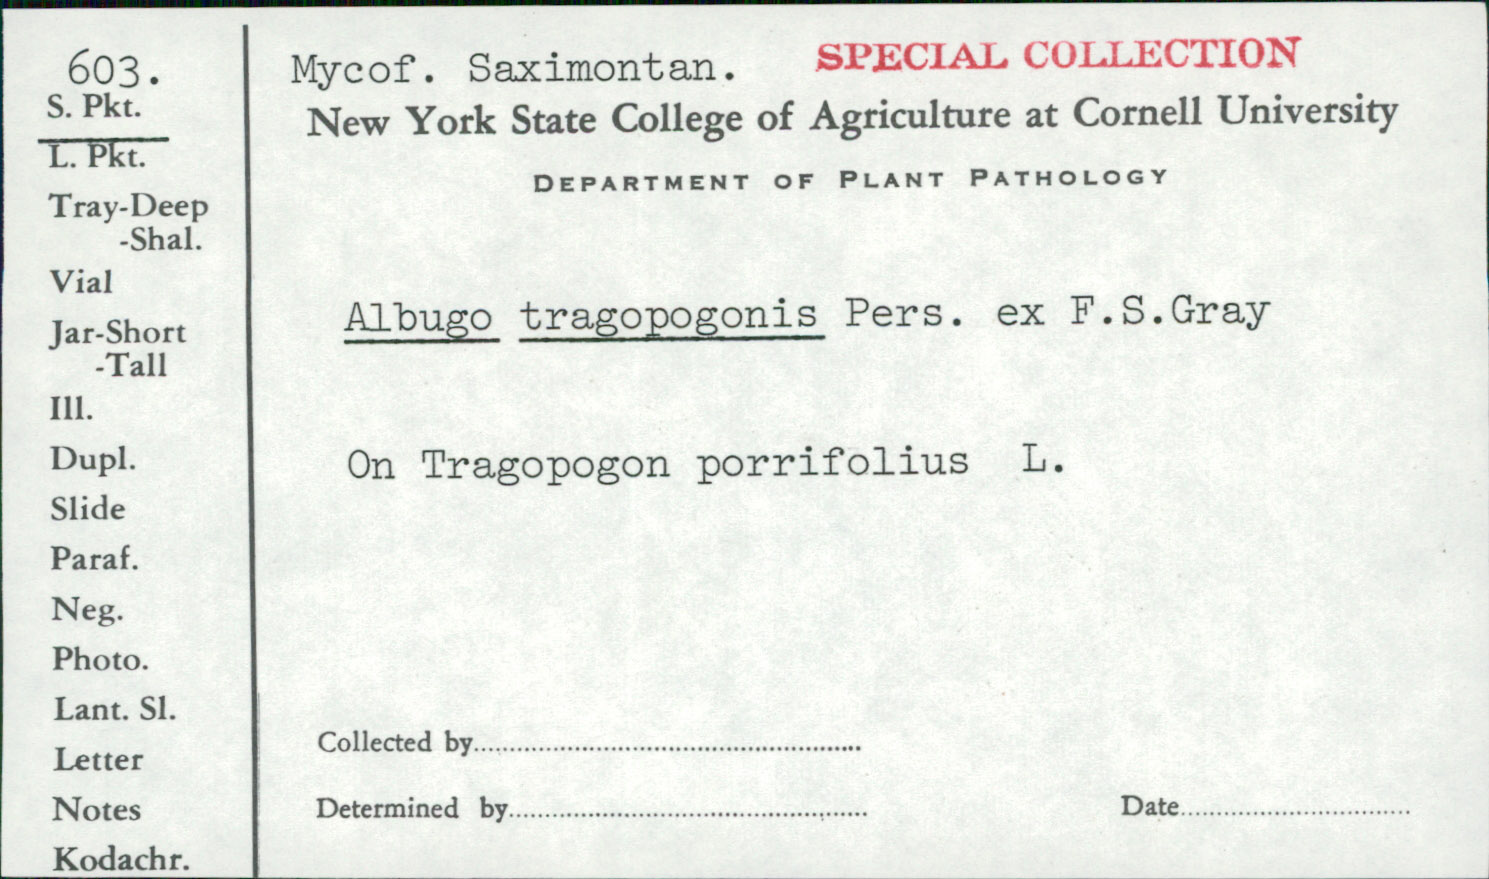 603.
S. Pkt.
L. Pkt.
Tray-Deep
-Shal.
Vial
Jar-Short
-Tall
Ill.
Dupl.
Slide
Paraf.
Neg.
Photo.
Lant. Sl.
Letter
Notes
Kodachr.
Mycof. Saximontan. SPECIAL COLLECTION
New York State College of Agriculture at Cornell University
DEPARTMENT OF PLANT PATHOLOGY
Albugo tragopogonis Pers. ex F.S.Gray
On Tragopogon porrifolius L.
Collected by
Determined by Date